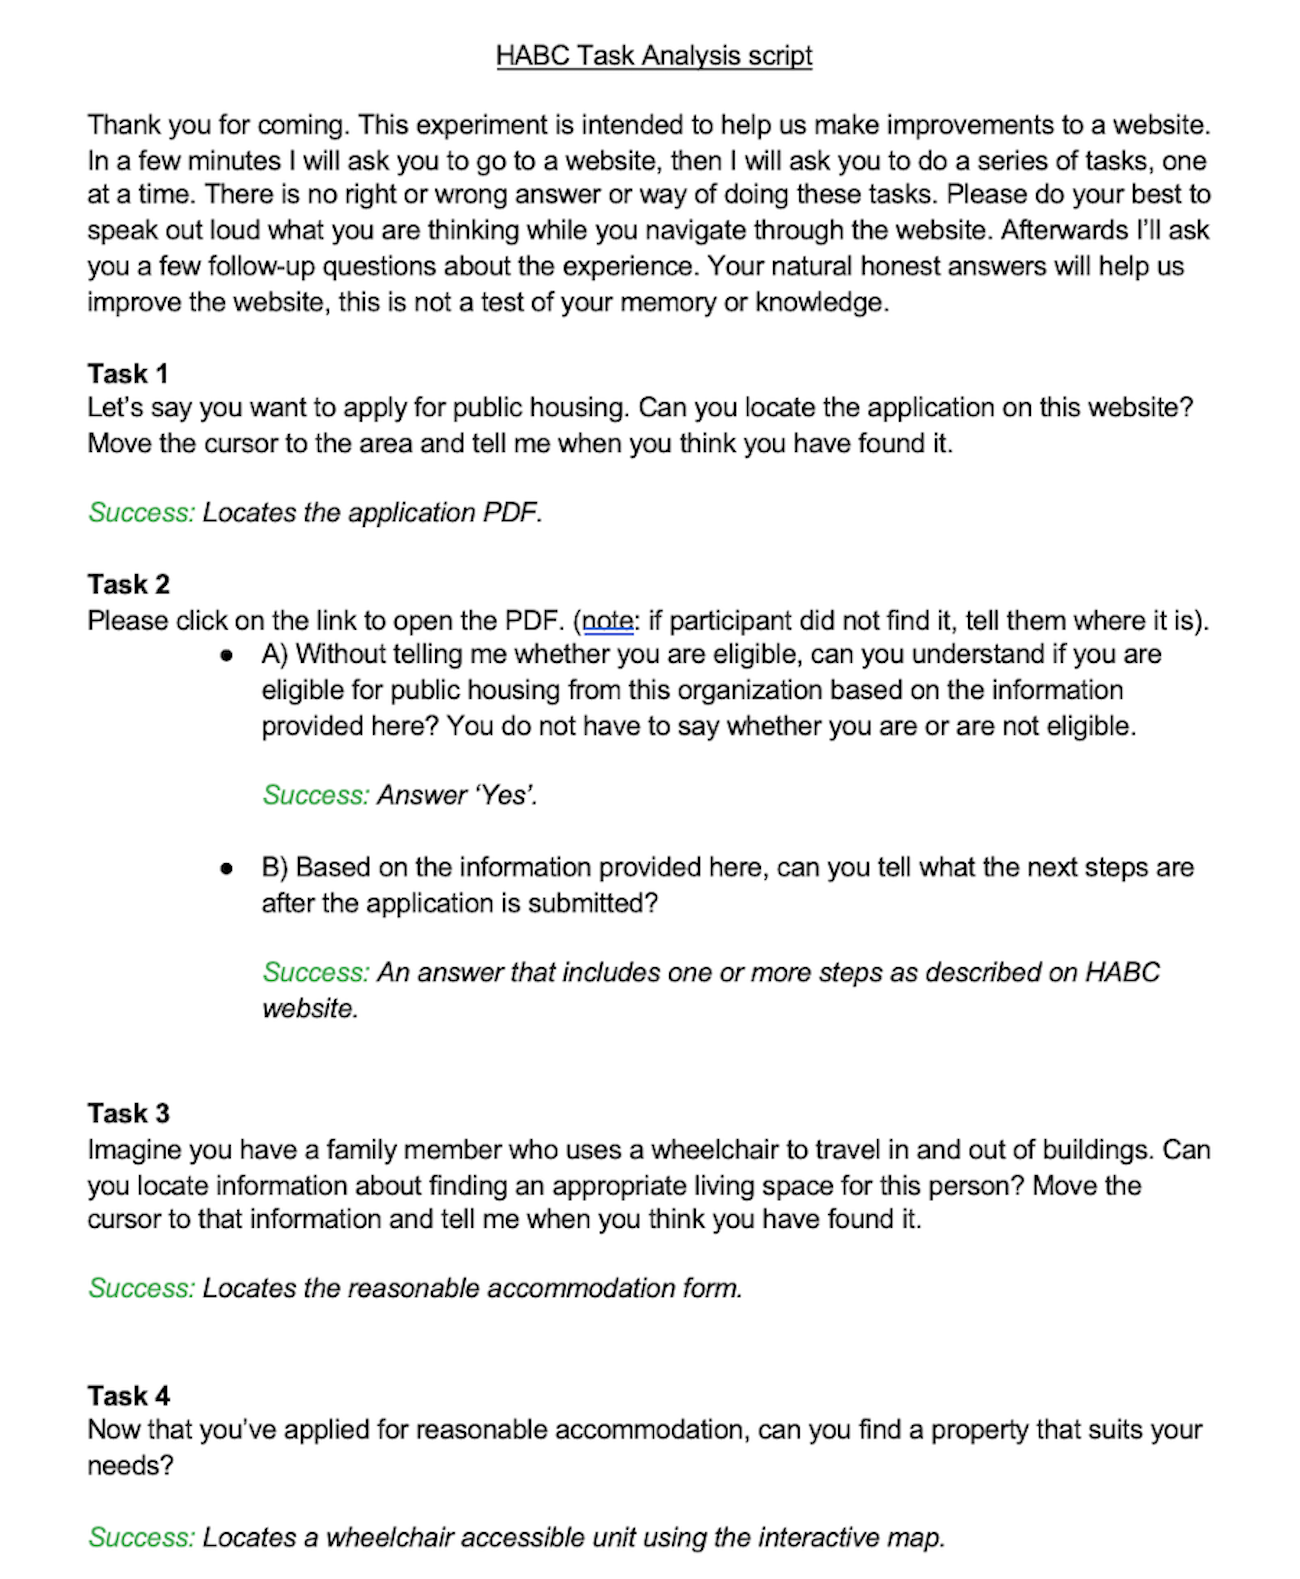 HABC Task Analysis script
Thank you for coming. This experiment is intended to help us make improvements to a website.
In a few minutes I will ask you to go to a website, then I will ask you to do a series of tasks, one
at a time. There is no right or wrong answer or way of doing these tasks. Please do your best to
speak out loud what you are thinking while you navigate through the website. Afterwards I’ll ask
you a few follow-up questions about the experience. Your natural honest answers will help us
improve the website, this is not a test of your memory or knowledge.
Task 1
Let’s say you want to apply for public housing. Can you locate the application on this website?
Move the cursor to the area and tell me when you think you have found it.
Success: Locates the application PDF.
Task 2
Please click on the link to open the PDF. (note: if participant did not find it, tell them where it is).
● A) Without telling me whether you are eligible, can you understand if you are
eligible for public housing from this organization based on the information
provided here? You do not have to say whether you are or are not eligible.
Success: Answer ‘Yes’.
● B) Based on the information provided here, can you tell what the next steps are
after the application is submitted?
Success: An answer that includes one or more steps as described on HABC
website.
Task 3
Imagine you have a family member who uses a wheelchair to travel in and out of buildings. Can
you locate information about finding an appropriate living space for this person? Move the
cursor to that information and tell me when you think you have found it.
Success: Locates the reasonable accommodation form.
Task 4
Now that you’ve applied for reasonable accommodation, can you find a property that suits your
needs?
Success: Locates a wheelchair accessible unit using the interactive map.